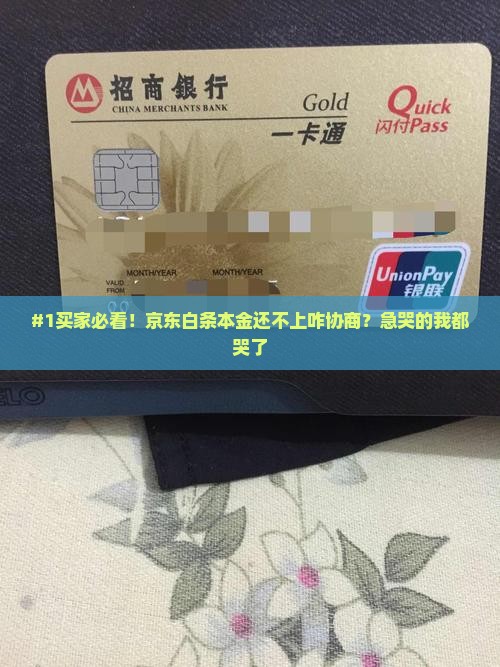 招商銀行
CHINA MERCHANTS BANK
Gold
一卡通
Quick
闪付Pass
MONTH/YEAR MONTH/YEAR
VALID
FROM
UnionPay
银联
#1买家必看！京东白条本金还不上咋协商？急哭的我都
哭了
ELO